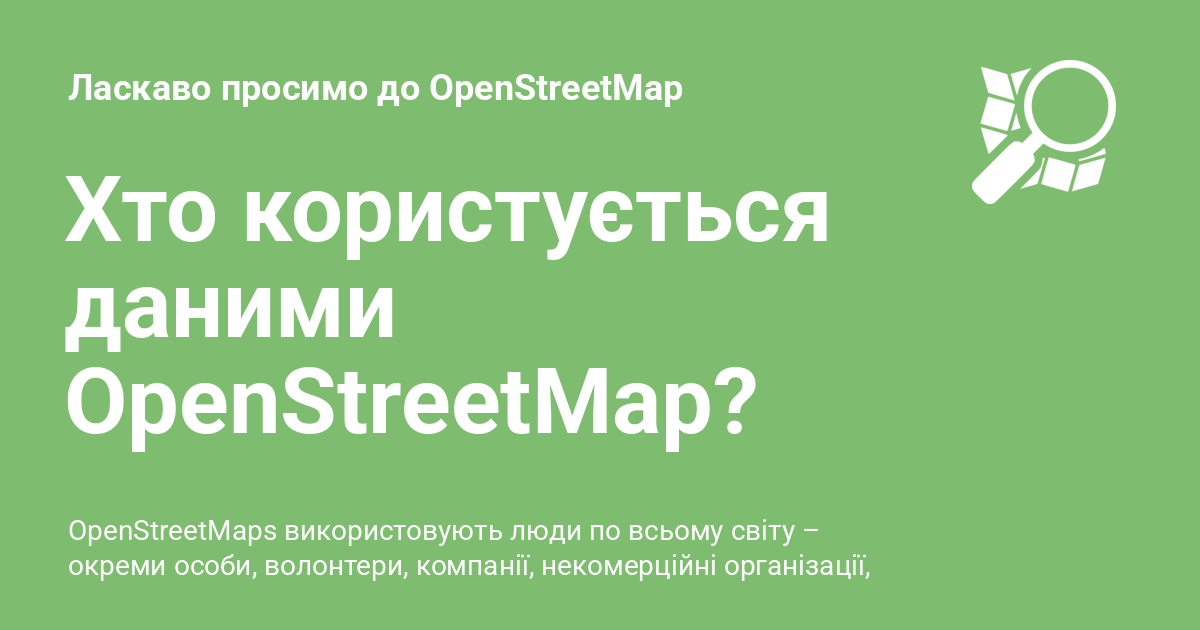 Ласкаво просимо до OpenStreetMap
Хто користується
даними
OpenStreetMap?
OpenStreetMaps використовують люди по всьому світу –
окреми особи, волонтери, компанії, некомерційні організації,